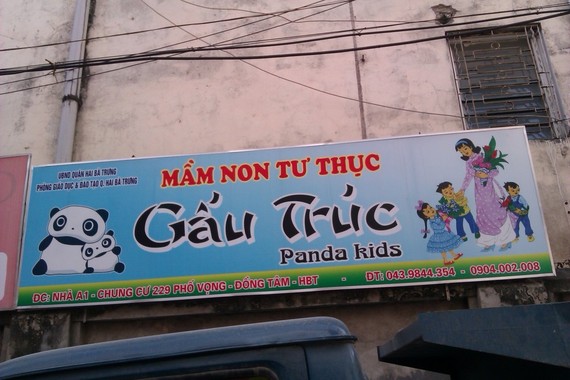 UBND QUẬN HAI BÀ TRƯNG
PHÒNG GIÁO DỤC & ĐÀO TẠO Q. HAI BÀ TRƯNG
MẦM NON TƯ THỤC
Gấu Trúc
Panda kids
ĐC: NHÀ A1 - CHUNG CƯ 229 PHỐ VỌNG - ĐỒNG TÂM - HBT - ĐT: 043.9844.354 - 0904.002.008